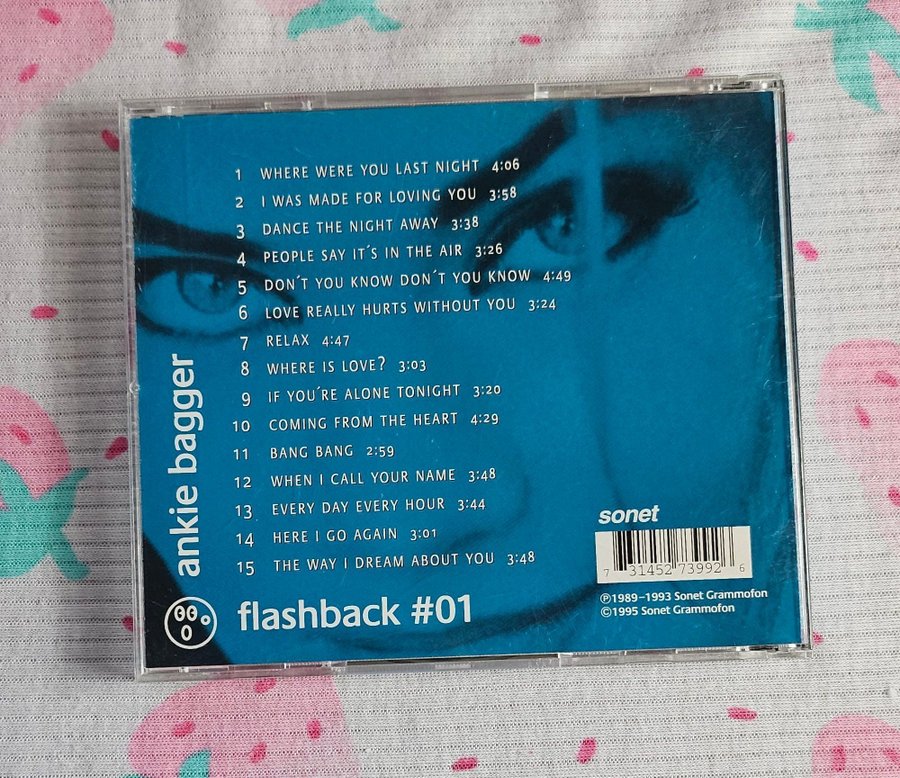 1 WHERE WERE YOU LAST NIGHT 4:06
2 I WAS MADE FOR LOVING YOU 3:58
3 DANCE THE NIGHT AWAY 3:38
4 PEOPLE SAY IT´S IN THE AIR 3:26
5 DON´T YOU KNOW DON´T YOU KNOW 4:49
6 LOVE REALLY HURTS WITHOUT YOU 3:24
7 RELAX 4:47
8 WHERE IS LOVE? 3:03
9 IF YOU´RE ALONE TONIGHT 3:20
10 COMING FROM THE HEART 4:29
11 BANG BANG 2:59
12 WHEN I CALL YOUR NAME 3:48
13 EVERY DAY EVERY HOUR 3:44
14 HERE I GO AGAIN 3:01
15 THE WAY I DREAM ABOUT YOU 3:48
ankie bagger
flashback #01
sonet
7 31452 73992 6
℗1989–1993 Sonet Grammofon
©1995 Sonet Grammofon